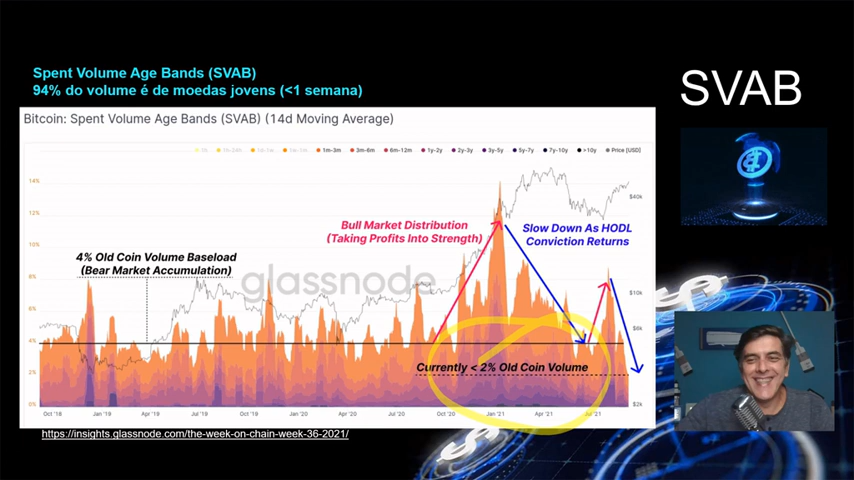 Spent Volume Age Bands (SVAB)
94% do volume é de moedas jovens (<1 semana)
SVAB
Bitcoin: Spent Volume Age Bands (SVAB) (14d Moving Average)
1m-3m 3m-6m 6m-12m 1y-2y 2y-3y 3y-5y 5y-7y 7y-10y >10y Price [USD]
14%
12%
10%
8%
6%
4%
2%
0%
$40k
$10k
$6k
$2k
Bull Market Distribution
(Taking Profits Into Strength)
Slow Down As HODL
Conviction Returns
4% Old Coin Volume Baseload
(Bear Market Accumulation)
glassnode
Currently < 2% Old Coin Volume
Oct '18 Jan '19 Apr '19 Jul '19 Oct '19 Jan '20 Apr '20 Jul '20 Oct '20 Jan '21 Apr '21 Jul '21
https://insights.glassnode.com/the-week-on-chain-week-36-2021/